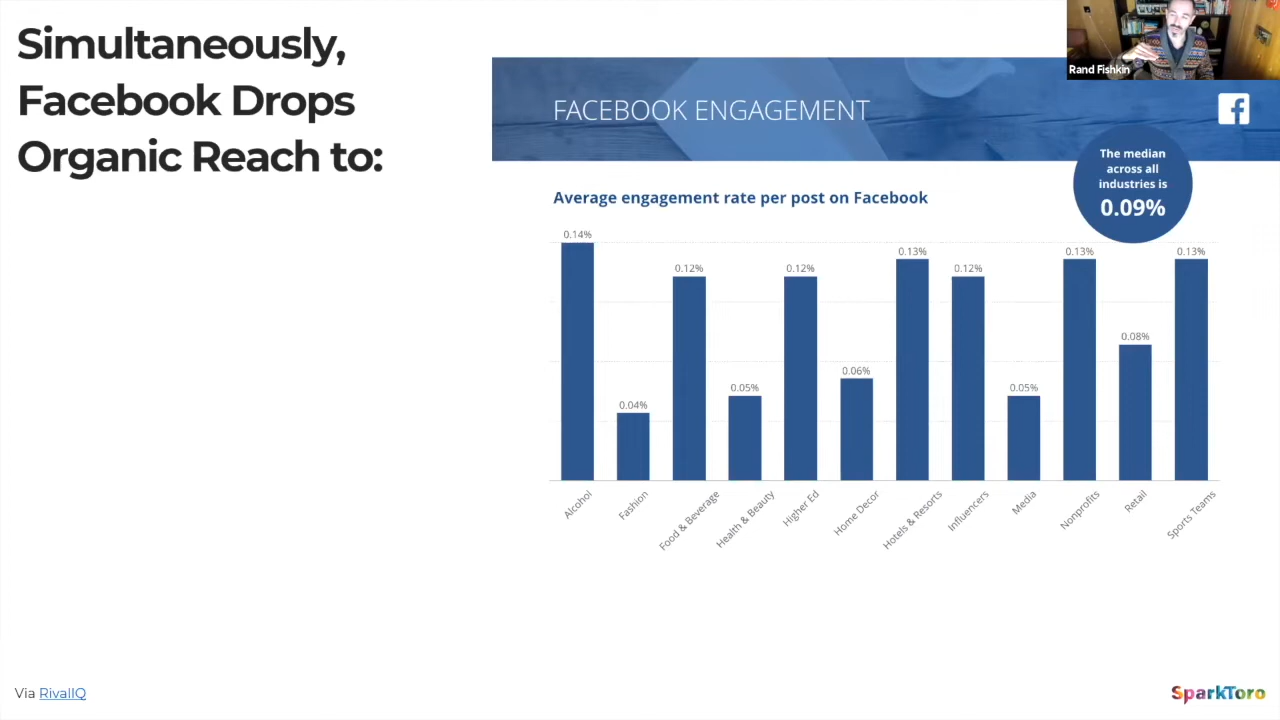 Simultaneously,
Facebook Drops
Organic Reach to:
Rand Fishkin
FACEBOOK ENGAGEMENT
The median
across all
industries is
0.09%
Average engagement rate per post on Facebook
0.14%
0.04%
0.12%
0.05%
0.12%
0.06%
0.13%
0.12%
0.05%
0.13%
0.08%
0.13%
Alcohol
Fashion
Food & Beverage
Health & Beauty
Higher Ed
Home Decor
Hotels & Resorts
Influencers
Media
Nonprofits
Retail
Sports Teams
Via RivalIQ
SparkToro